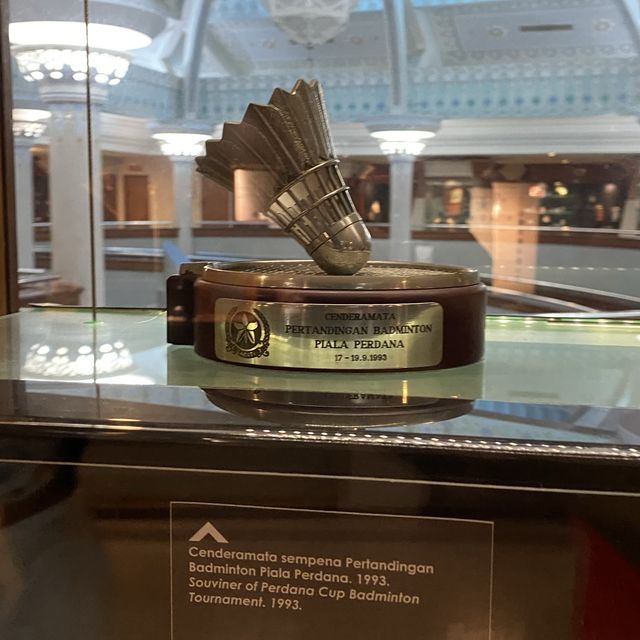 CENDERAMATA
PERTANDINGAN BADMINTON
PIALA PERDANA
17 - 19.9.1993
Cenderamata sempena Pertandingan
Badminton Piala Perdana. 1993.
Souviner of Perdana Cup Badminton
Tournament. 1993.